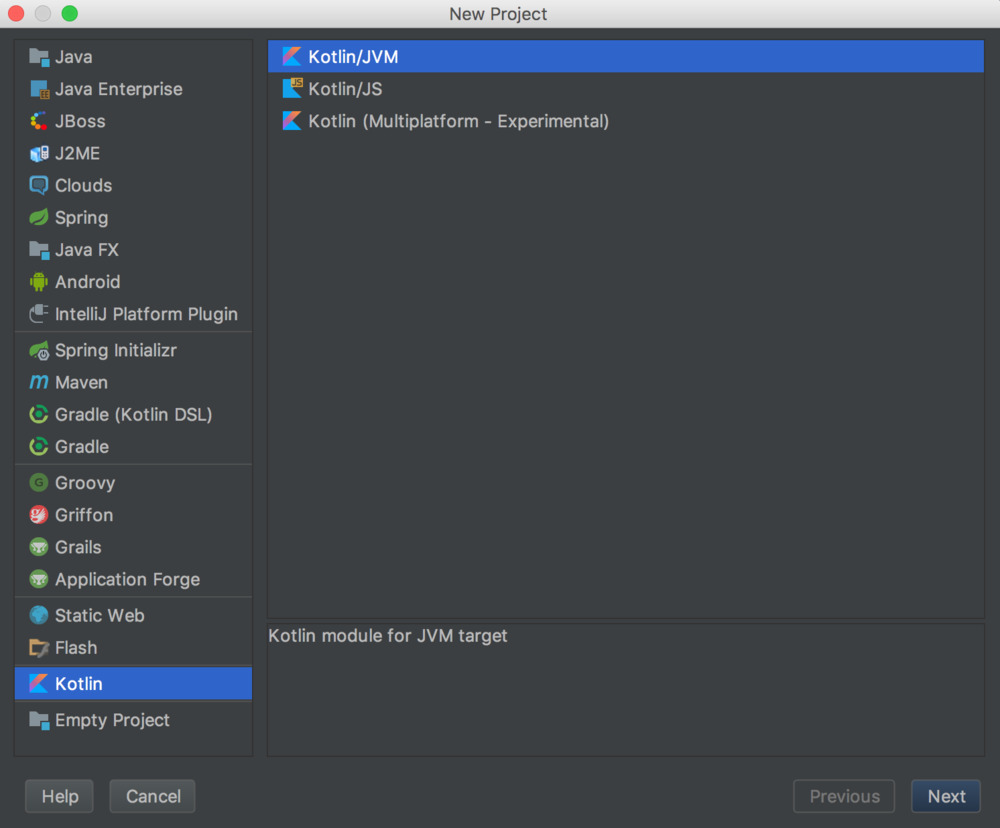 New Project
Java
Java Enterprise
JBoss
J2ME
Clouds
Spring
Java FX
Android
IntelliJ Platform Plugin
Spring Initializr
Maven
Gradle (Kotlin DSL)
Gradle
Groovy
Griffon
Grails
Application Forge
Static Web
Flash
Kotlin
Empty Project
Kotlin/JVM
Kotlin/JS
Kotlin (Multiplatform - Experimental)
Kotlin module for JVM target
Help
Cancel
Previous
Next